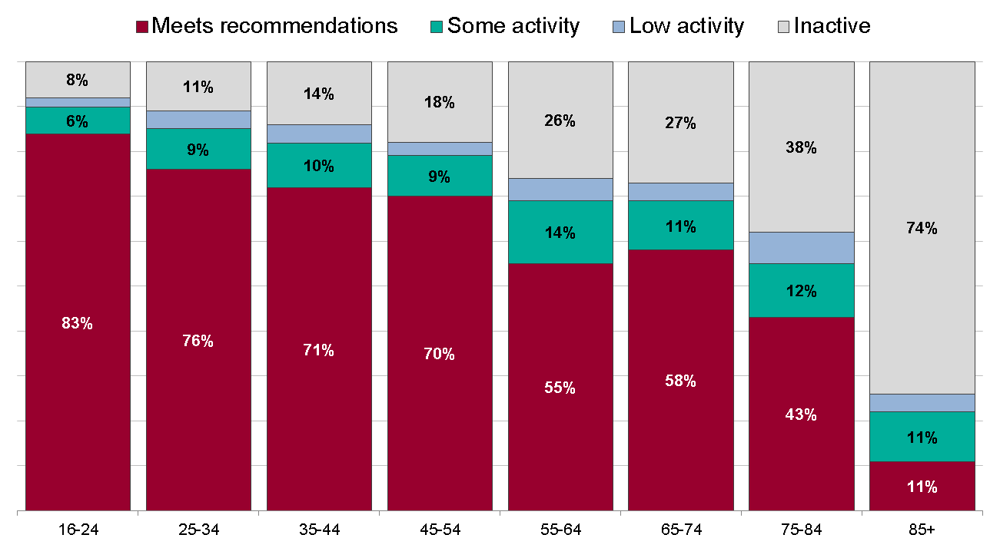 Meets recommendations Some activity Low activity Inactive
8% 11% 14% 18% 26% 27% 38% 74%
6% 9% 10% 9% 14% 11% 12% 11%
83% 76% 71% 70% 55% 58% 43% 11%
16-24 25-34 35-44 45-54 55-64 65-74 75-84 85+